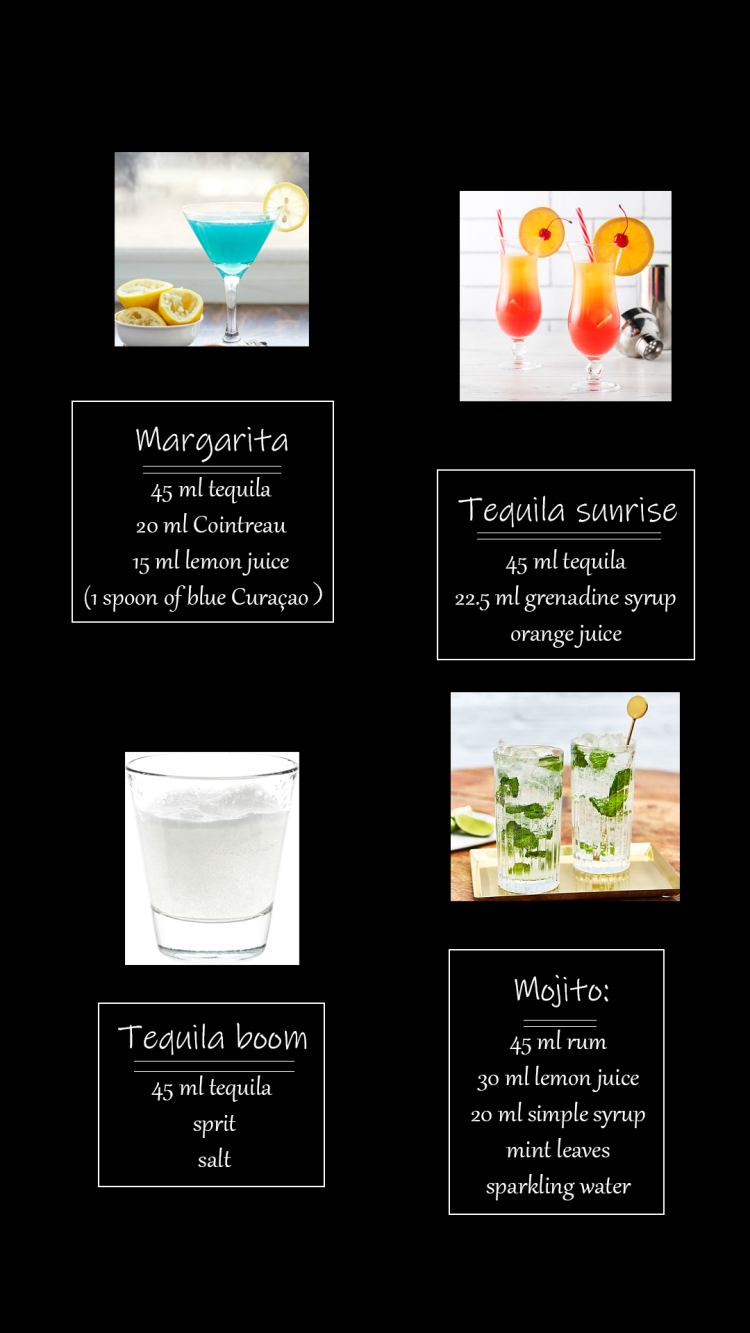 Margarita
45 ml tequila
20 ml Cointreau
15 ml lemon juice
(1 spoon of blue Curaçao)
Tequila sunrise
45 ml tequila
22.5 ml grenadine syrup
orange juice
Tequila boom
45 ml tequila
sprit
salt
Mojito:
45 ml rum
30 ml lemon juice
20 ml simple syrup
mint leaves
sparkling water